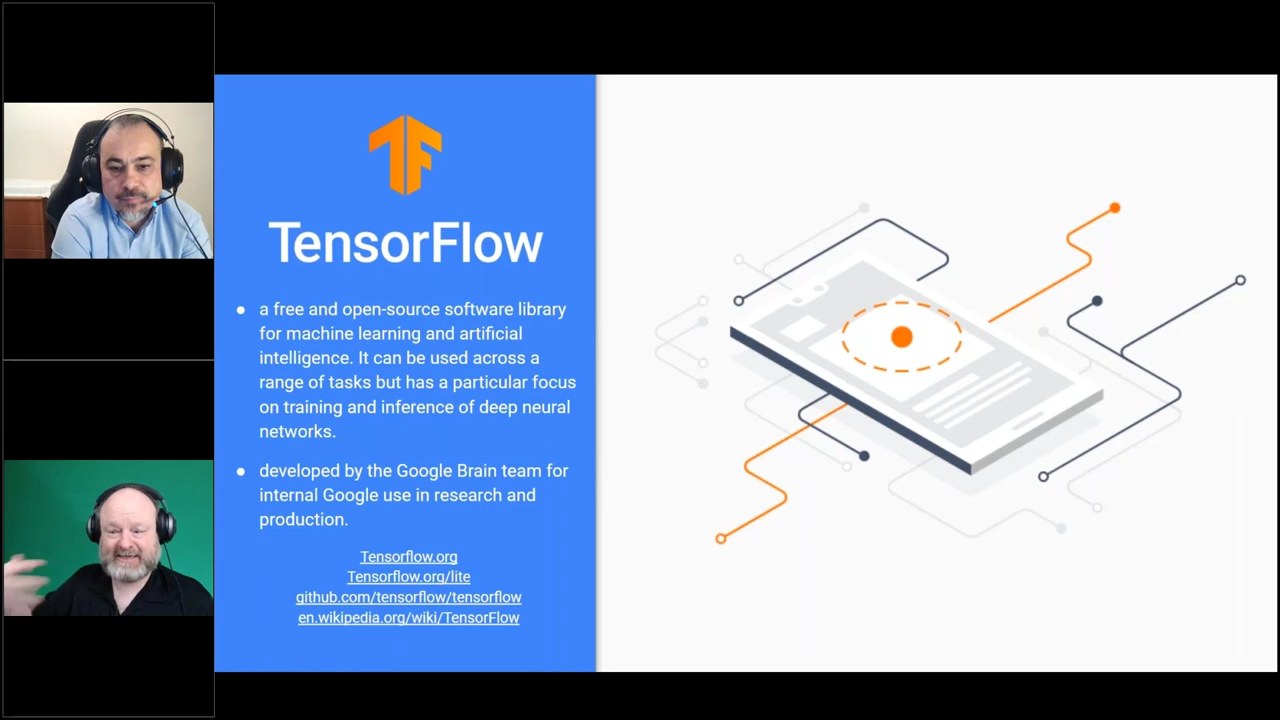 TensorFlow
● a free and open-source software library
for machine learning and artificial
intelligence. It can be used across a
range of tasks but has a particular focus
on training and inference of deep neural
networks.
● developed by the Google Brain team for
internal Google use in research and
production.
Tensorflow.org
Tensorflow.org/lite
github.com/tensorflow/tensorflow
en.wikipedia.org/wiki/TensorFlow